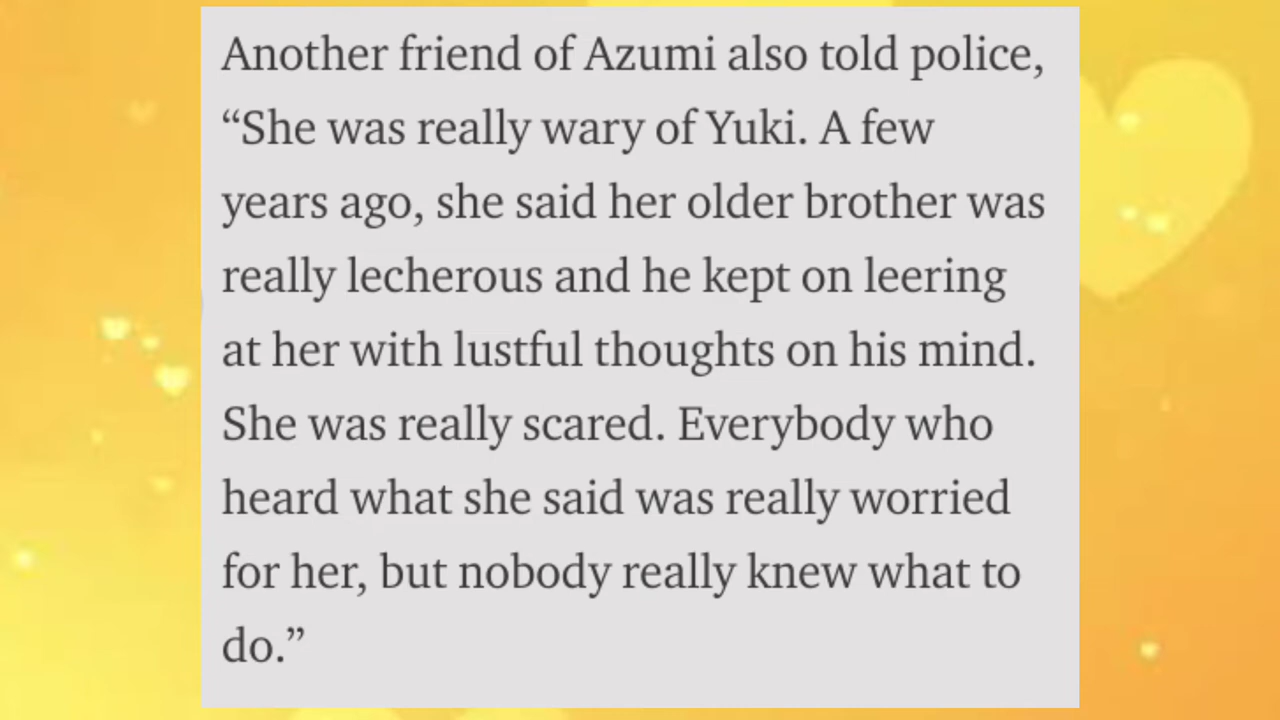 Another friend of Azumi also told police,
“She was really wary of Yuki. A few
years ago, she said her older brother was
really lecherous and he kept on leering
at her with lustful thoughts on his mind.
She was really scared. Everybody who
heard what she said was really worried
for her, but nobody really knew what to
do.”